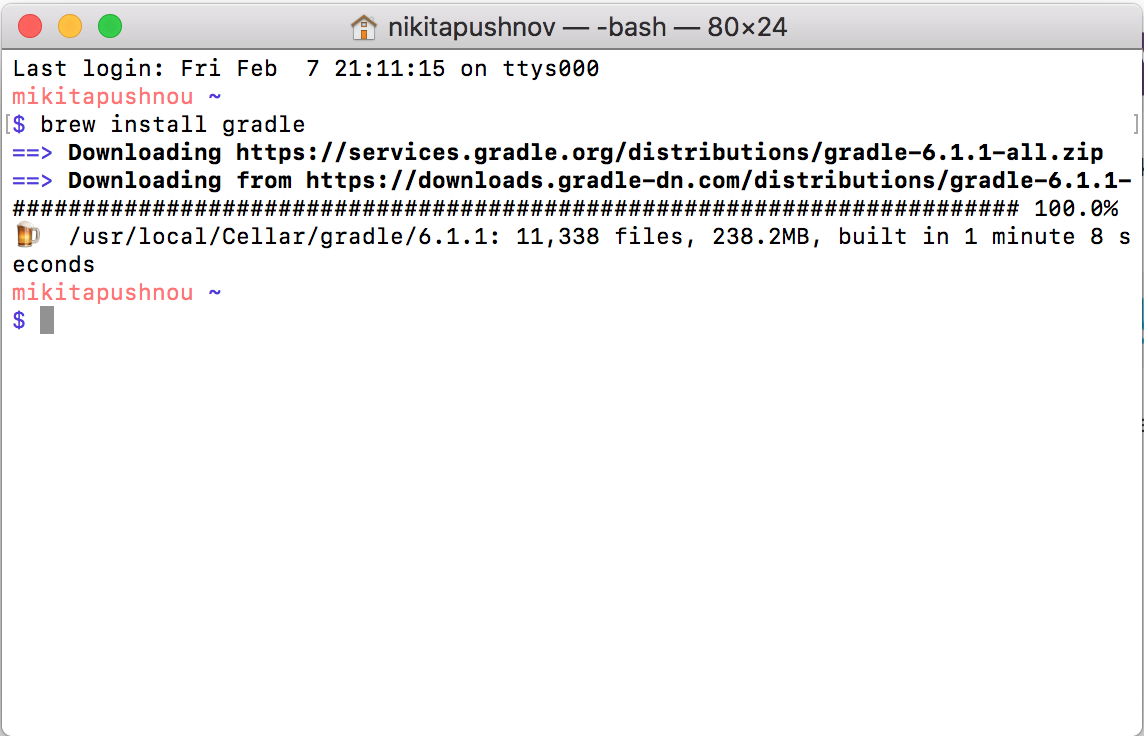 nikitapushnov — -bash — 80×24
Last login: Fri Feb  7 21:11:15 on ttys000
mikitapushnou ~
[$ brew install gradle ]
==> Downloading https://services.gradle.org/distributions/gradle-6.1.1-all.zip
==> Downloading from https://downloads.gradle-dn.com/distributions/gradle-6.1.1-
######################################################################## 100.0%
🍺  /usr/local/Cellar/gradle/6.1.1: 11,338 files, 238.2MB, built in 1 minute 8 s
econds
mikitapushnou ~
$